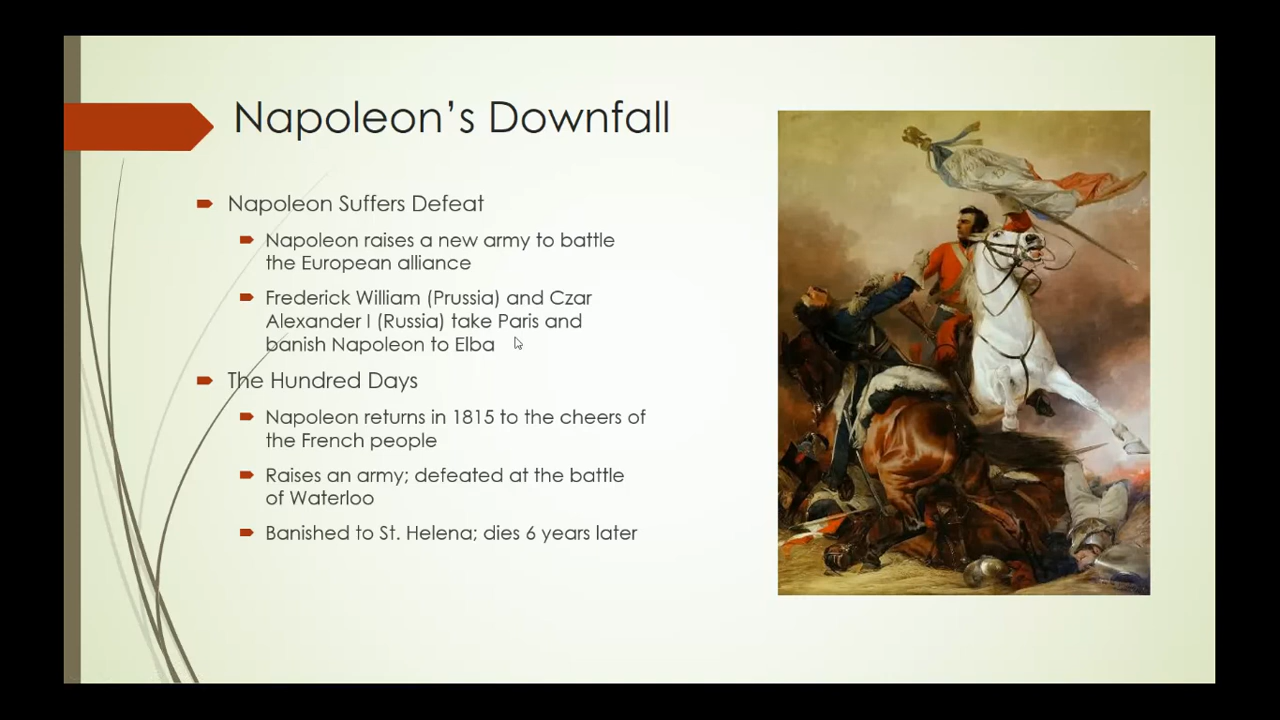 Napoleon’s Downfall
Napoleon Suffers Defeat
Napoleon raises a new army to battle
the European alliance
Frederick William (Prussia) and Czar
Alexander I (Russia) take Paris and
banish Napoleon to Elba
The Hundred Days
Napoleon returns in 1815 to the cheers of
the French people
Raises an army; defeated at the battle
of Waterloo
Banished to St. Helena; dies 6 years later